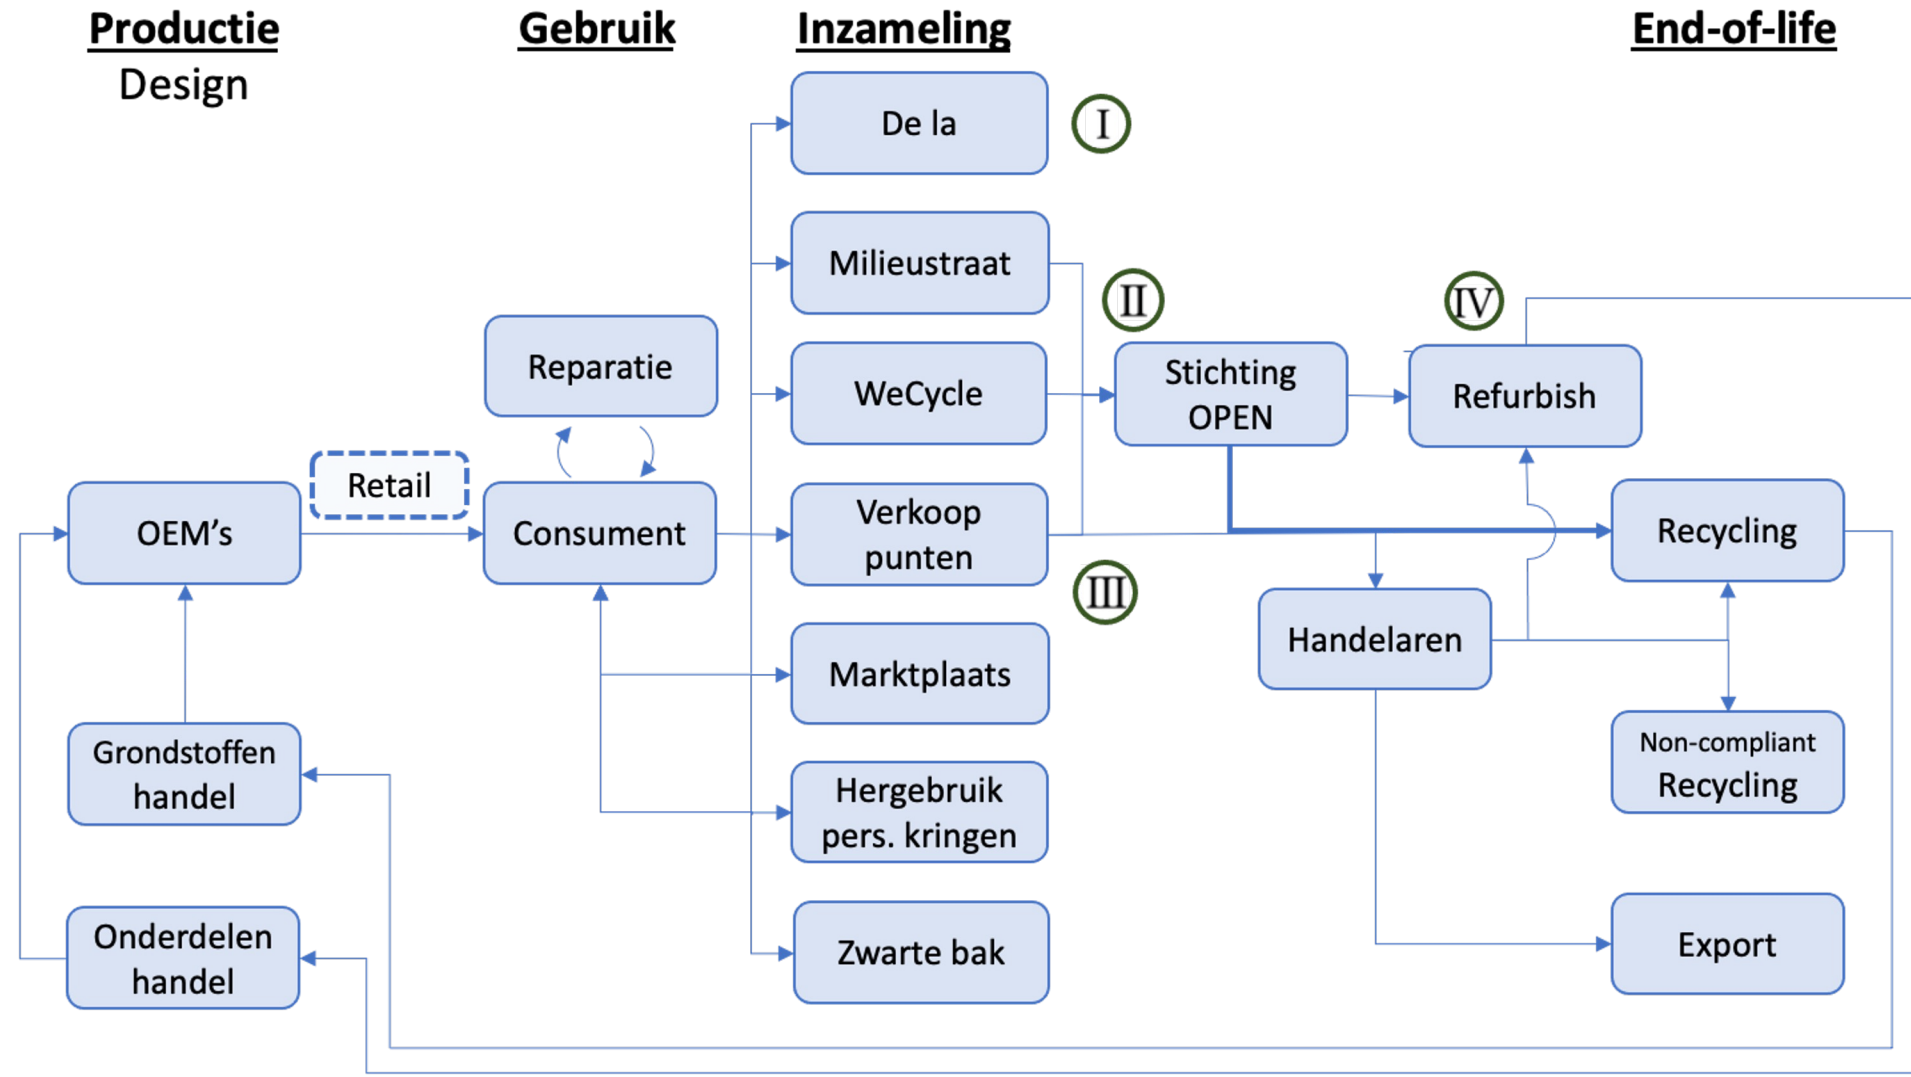 Productie
Design
Gebruik
Inzameling
End-of-life
De la
I
Milieustraat
II
IV
Reparatie
WeCycle
Stichting
OPEN
Refurbish
Retail
OEM's
Consument
Verkoop
punten
Recycling
III
Handelaren
Marktplaats
Grondstoffen
handel
Non-compliant
Recycling
Hergebruik
pers. kringen
Onderdelen
handel
Zwarte bak
Export